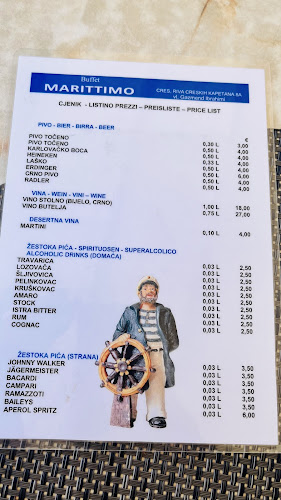 Buffet
MARITTIMO
CRES, RIVA CRESKIH KAPETANA 8A
vl. Gazmend Ibrahimi
CJENIK - LISTINO PREZZI – PREISLISTE – PRICE LIST
PIVO - BIER - BIRRA - BEER €
PIVO TOČENO 0,30 L 3,00
PIVO TOČENO 0,50 L 4,00
KARLOVAČKO BOCA 0,50 L 4,00
HEINEKEN 0,33 L 4,00
LAŠKO 0,50 L 4,00
ERDINGER 0,50 L 4,00
CRNO PIVO 0,50 L 4,00
RADLER 0,50 L 4,00
VINA - WEIN - VINI – WINE
VINO STOLNO (BIJELO, CRNO) 1,00 L 18,00
VINO BUTELJA 0,75 L 27,00
DESERTNA VINA
MARTINI 0,10 L 4,00
ŽESTOKA PIĆA - SPIRITUOSEN - SUPERALCOLICO
ALCOHOLIC DRINKS (DOMAĆA)
TRAVARICA 0,03 L 2,50
LOZOVAČA 0,03 L 2,50
ŠLJIVOVICA 0,03 L 2,50
PELINKOVAC 0,03 L 2,50
KRUŠKOVAC 0,03 L 2,50
AMARO 0,03 L 2,50
STOCK 0,03 L 2,50
ISTRA BITTER 0,03 L 2,50
RUM 0,03 L 2,50
COGNAC 0,03 L 2,50
ŽESTOKA PIĆA (STRANA)
JOHNNY WALKER 0,03 L 3,50
JÄGERMEISTER 0,03 L 3,50
BACARDI 0,03 L 3,50
CAMPARI 0,03 L 3,50
RAMAZZOTI 0,03 L 3,50
BAILEYS 0,03 L 3,50
APEROL SPRITZ 0,03 L 6,00